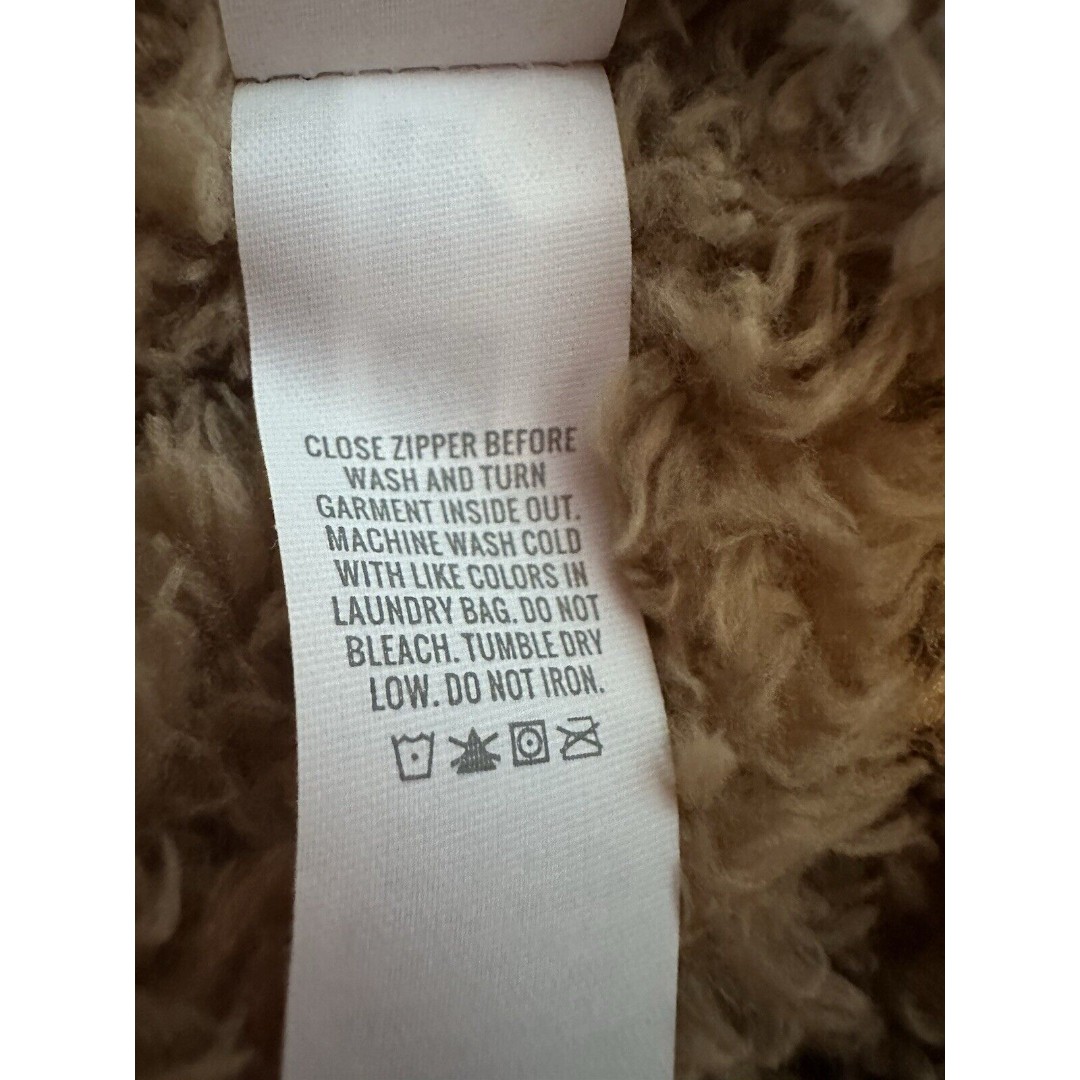 CLOSE ZIPPER BEFORE
WASH AND TURN
GARMENT INSIDE OUT.
MACHINE WASH COLD
WITH LIKE COLORS IN
LAUNDRY BAG. DO NOT
BLEACH. TUMBLE DRY
LOW. DO NOT IRON.